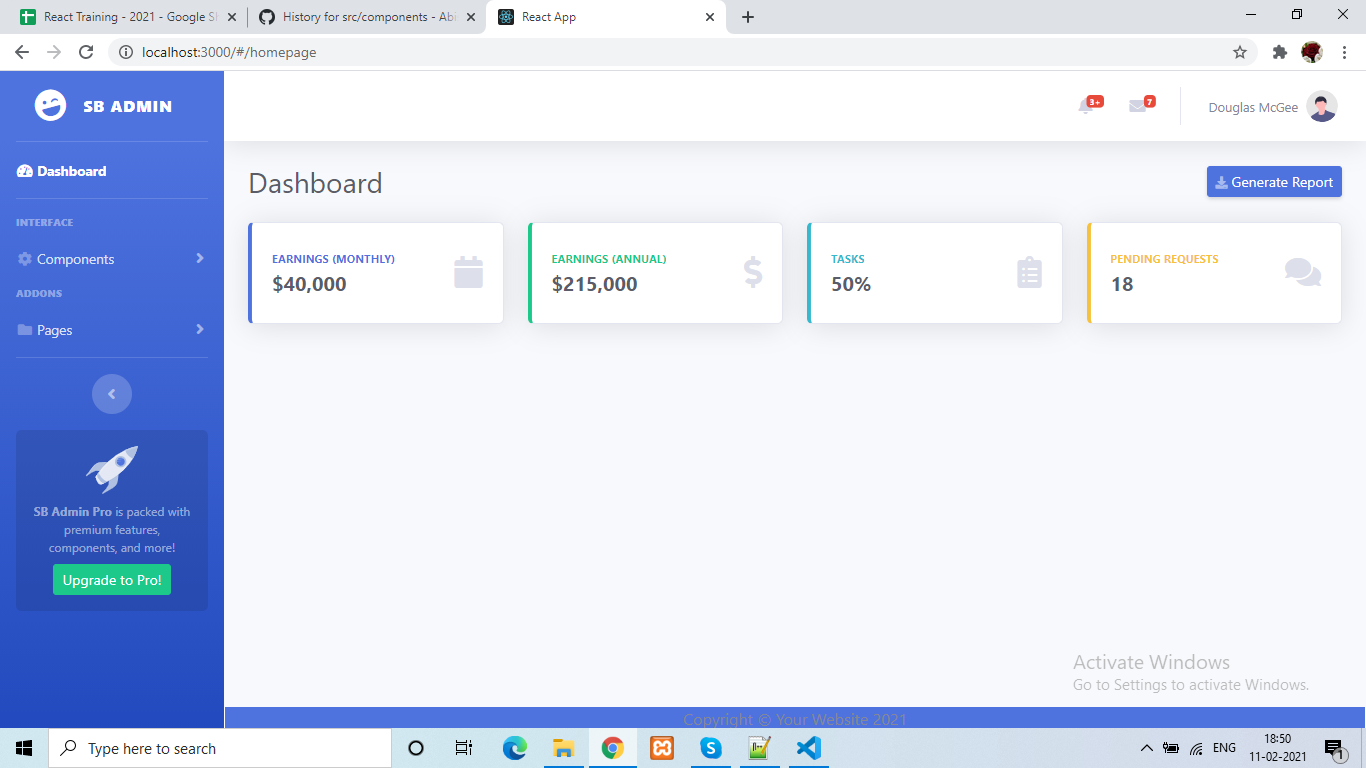 React Training - 2021 - Google Sh
History for src/components - Abi
React App
localhost:3000/#/homepage
SB ADMIN
3+
7
Douglas McGee
Dashboard
INTERFACE
Components
ADDONS
Pages
SB Admin Pro is packed with
premium features,
components, and more!
Upgrade to Pro!
Dashboard
Generate Report
EARNINGS (MONTHLY)
$40,000
EARNINGS (ANNUAL)
$215,000
TASKS
50%
PENDING REQUESTS
18
Activate Windows
Go to Settings to activate Windows.
Copyright © Your Website 2021
Type here to search
ENG
18:50
11-02-2021
1